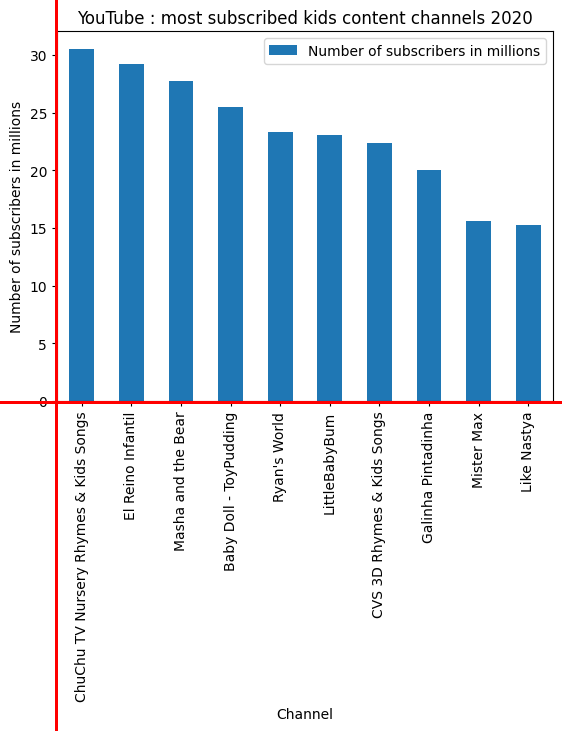 YouTube : most subscribed kids content channels 2020
Number of subscribers in millions
Number of subscribers in millions
30
25
20
15
10
5
0
ChuChu TV Nursery Rhymes & Kids Songs
El Reino Infantil
Masha and the Bear
Baby Doll - ToyPudding
Ryan's World
LittleBabyBum
CVS 3D Rhymes & Kids Songs
Galinha Pintadinha
Mister Max
Like Nastya
Channel